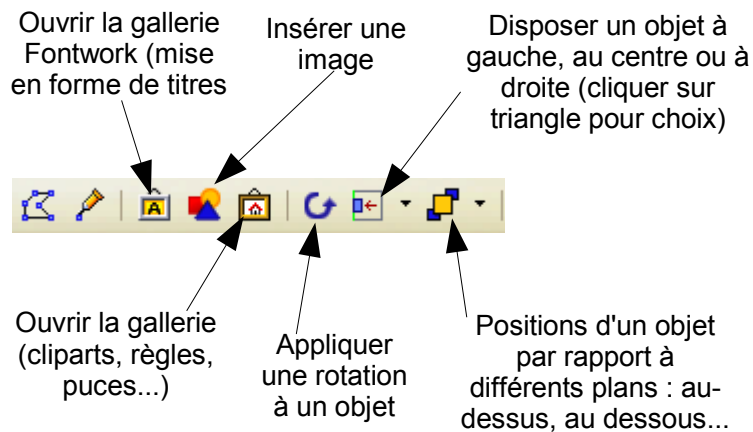 Ouvrir la gallerie
Fontwork (mise
en forme de titres
Insérer une
image
Disposer un objet à
gauche, au centre ou à
droite (cliquer sur
triangle pour choix)
A
Ouvrir la gallerie
(cliparts, règles,
puces...)
Appliquer
une rotation
à un objet
Positions d'un objet
par rapport à
différents plans : au-
dessus, au dessous...